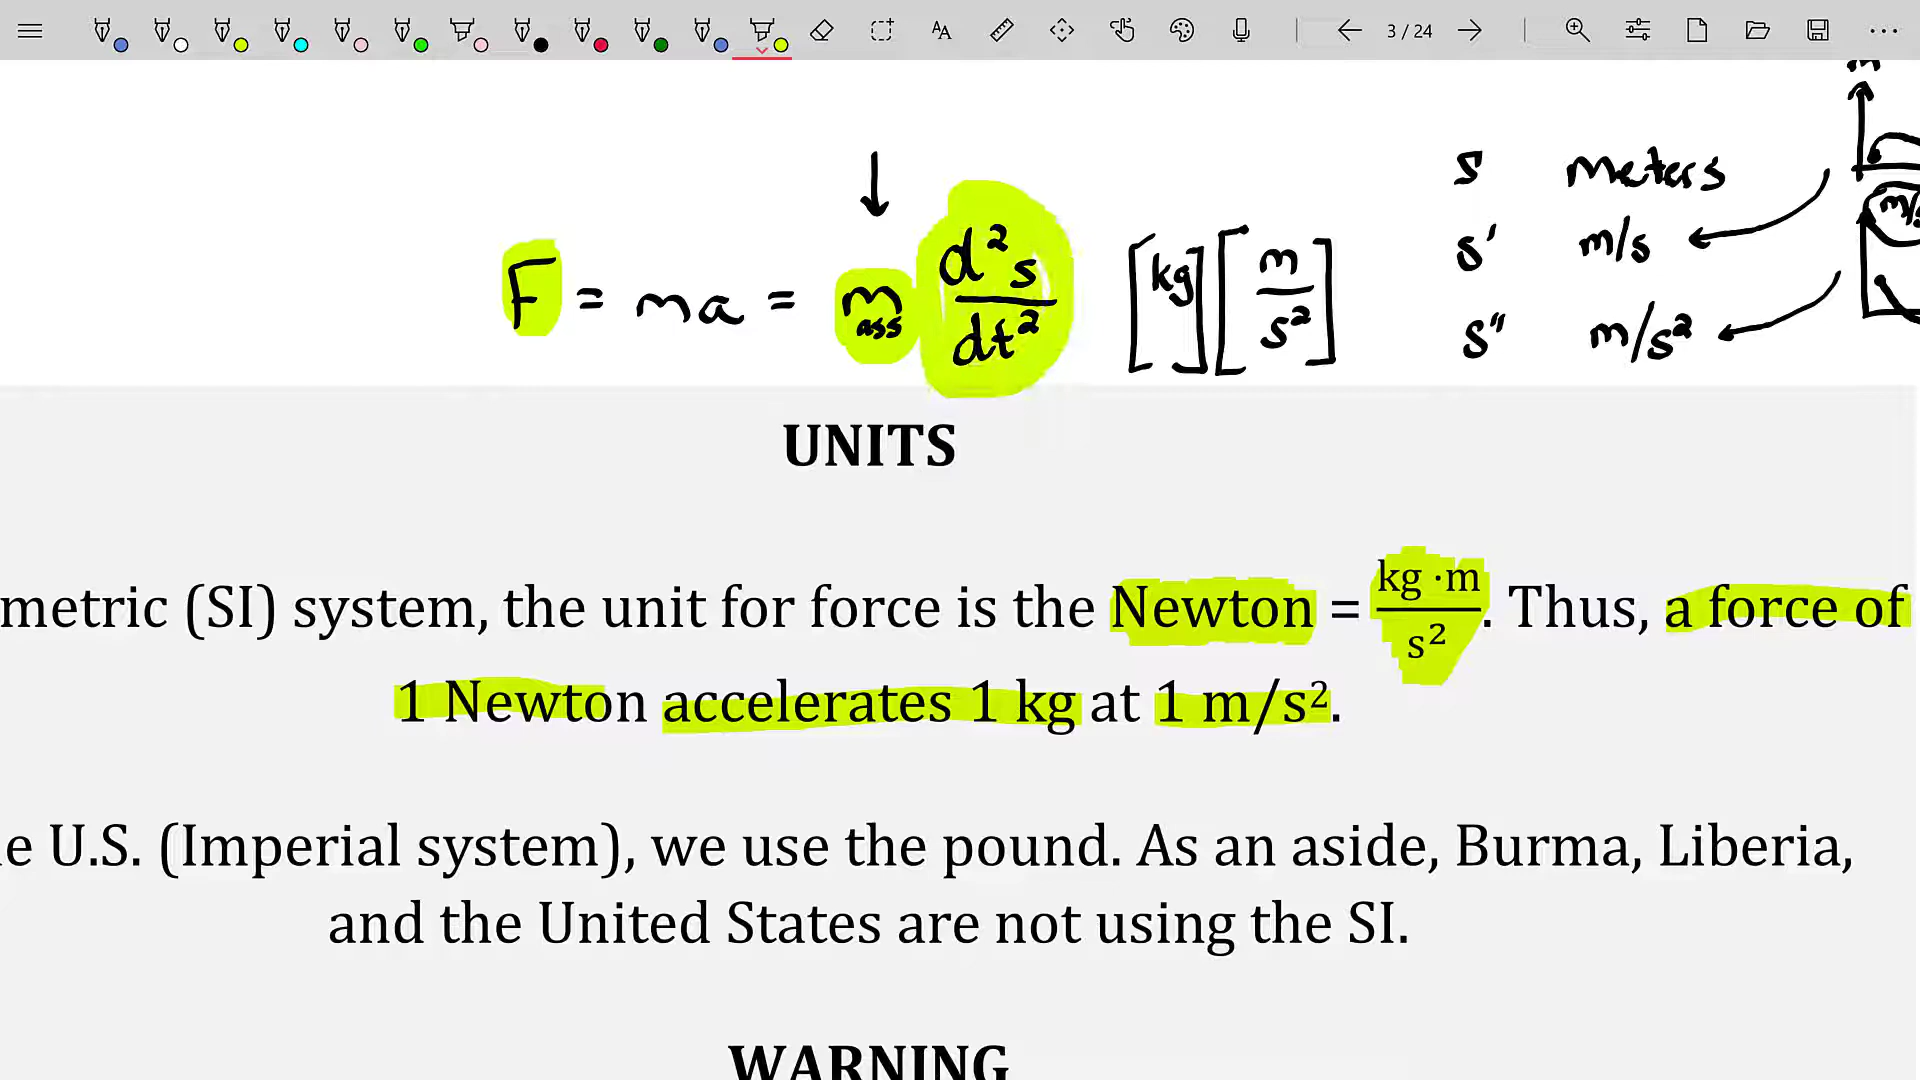 3 / 24
s meters
s' m/s
F = ma = mass d²s/dt² [kg] [m/s²]
s" m/s²
UNITS
metric (SI) system, the unit for force is the Newton = kg ·m/s². Thus, a force of
1 Newton accelerates 1 kg at 1 m/s².
e U.S. (Imperial system), we use the pound. As an aside, Burma, Liberia,
and the United States are not using the SI.
WARNING